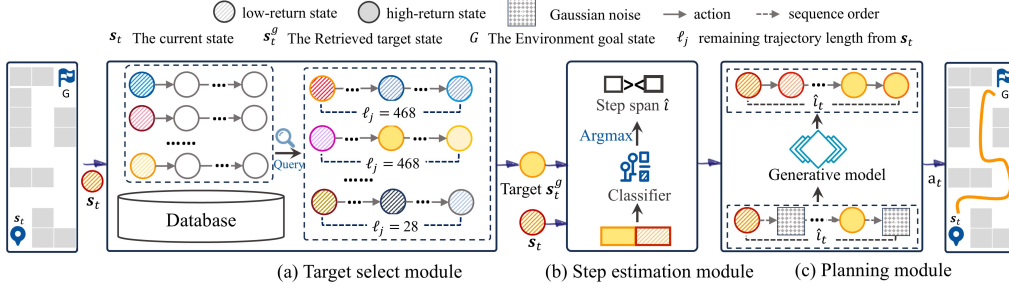 low-return state high-return state Gaussian noise action sequence order
s_t The current state s_t^g The Retrieved target state G The Environment goal state ℓ_j remaining trajectory length from s_t
G
s_t
s_t
Query
ℓ_j = 468
ℓ_j = 468
ℓ_j = 28
Database
Target s_t^g
s_t
Step span î
Argmax
Classifier
î_t
Generative model
î_t
a_t
G
s_t
(a) Target select module (b) Step estimation module (c) Planning module